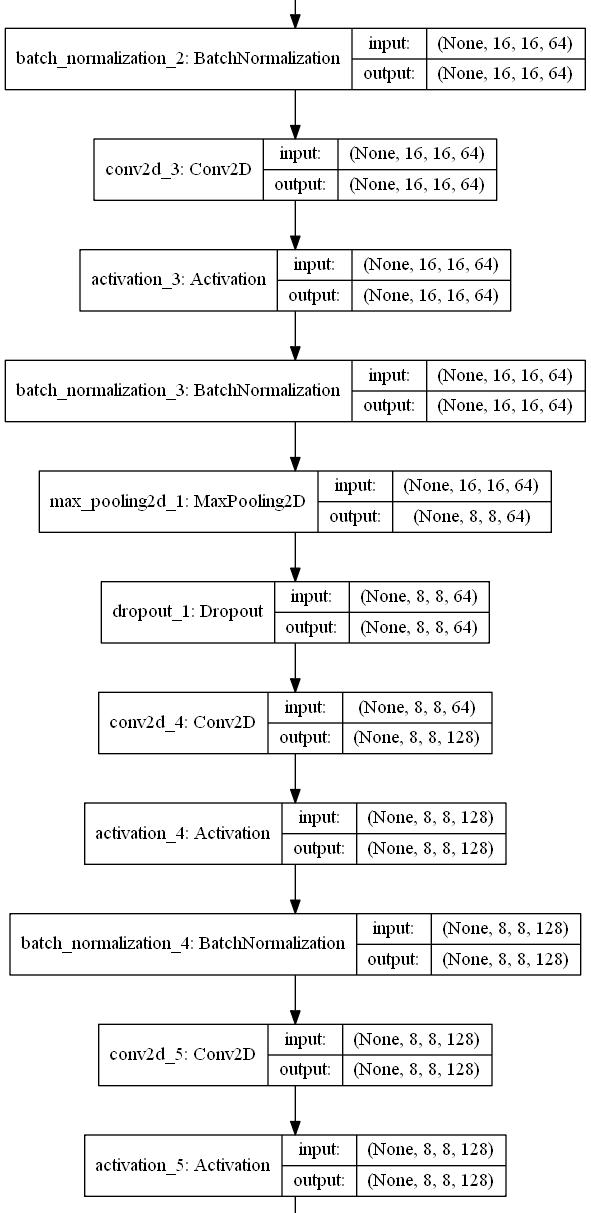 batch_normalization_2: BatchNormalization input: (None, 16, 16, 64)
output: (None, 16, 16, 64)
conv2d_3: Conv2D input: (None, 16, 16, 64)
output: (None, 16, 16, 64)
activation_3: Activation input: (None, 16, 16, 64)
output: (None, 16, 16, 64)
batch_normalization_3: BatchNormalization input: (None, 16, 16, 64)
output: (None, 16, 16, 64)
max_pooling2d_1: MaxPooling2D input: (None, 16, 16, 64)
output: (None, 8, 8, 64)
dropout_1: Dropout input: (None, 8, 8, 64)
output: (None, 8, 8, 64)
conv2d_4: Conv2D input: (None, 8, 8, 64)
output: (None, 8, 8, 128)
activation_4: Activation input: (None, 8, 8, 128)
output: (None, 8, 8, 128)
batch_normalization_4: BatchNormalization input: (None, 8, 8, 128)
output: (None, 8, 8, 128)
conv2d_5: Conv2D input: (None, 8, 8, 128)
output: (None, 8, 8, 128)
activation_5: Activation input: (None, 8, 8, 128)
output: (None, 8, 8, 128)